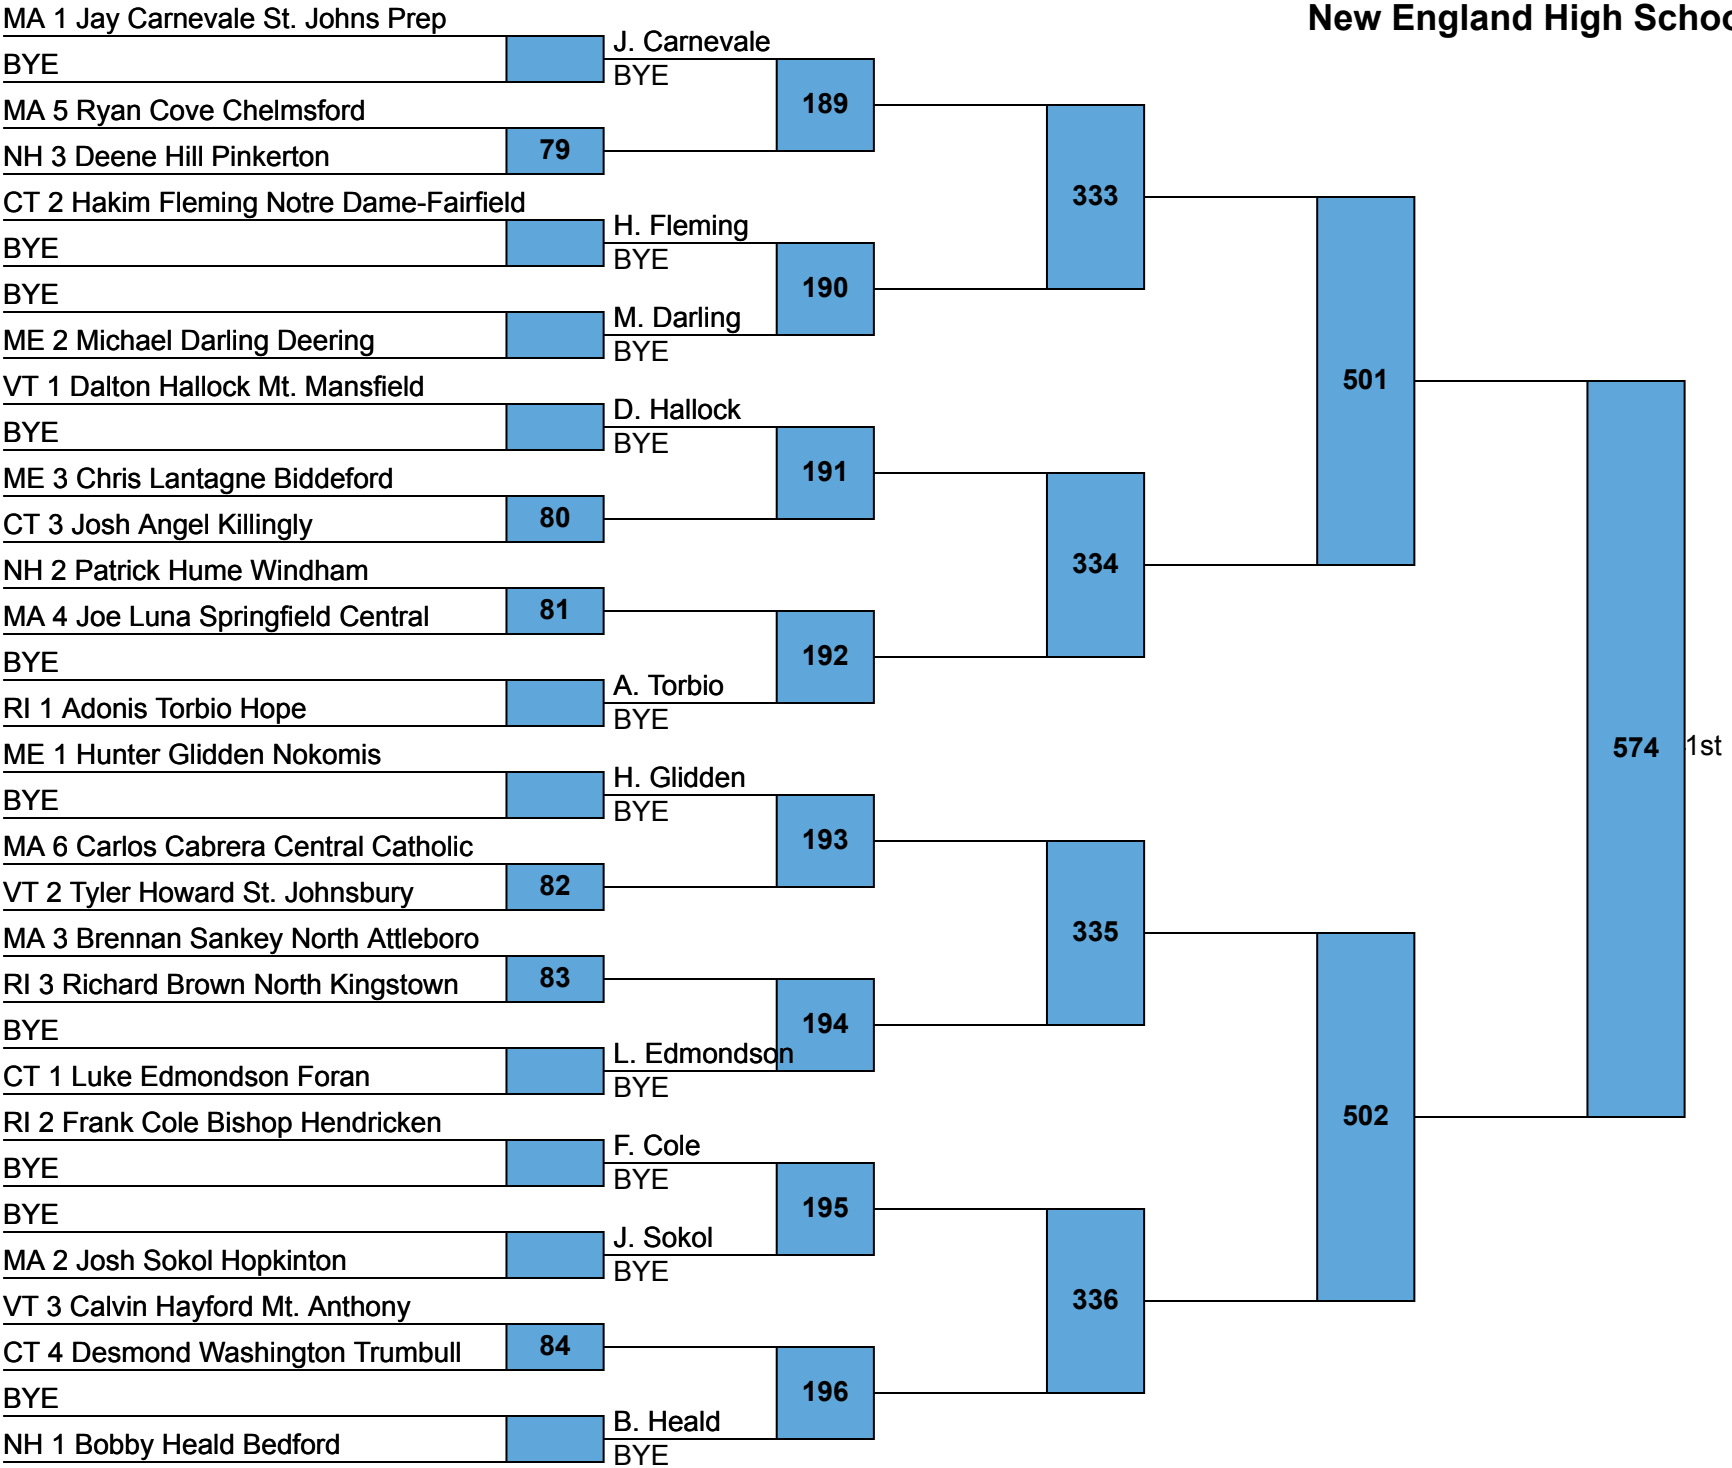 New England High Schoo
MA 1 Jay Carnevale St. Johns Prep
BYE
MA 5 Ryan Cove Chelmsford
NH 3 Deene Hill Pinkerton
CT 2 Hakim Fleming Notre Dame-Fairfield
BYE
BYE
ME 2 Michael Darling Deering
VT 1 Dalton Hallock Mt. Mansfield
BYE
ME 3 Chris Lantagne Biddeford
CT 3 Josh Angel Killingly
NH 2 Patrick Hume Windham
MA 4 Joe Luna Springfield Central
BYE
RI 1 Adonis Torbio Hope
ME 1 Hunter Glidden Nokomis
BYE
MA 6 Carlos Cabrera Central Catholic
VT 2 Tyler Howard St. Johnsbury
MA 3 Brennan Sankey North Attleboro
RI 3 Richard Brown North Kingstown
BYE
CT 1 Luke Edmondson Foran
RI 2 Frank Cole Bishop Hendricken
BYE
BYE
MA 2 Josh Sokol Hopkinton
VT 3 Calvin Hayford Mt. Anthony
CT 4 Desmond Washington Trumbull
BYE
NH 1 Bobby Heald Bedford
79
80
81
82
83
84
J. Carnevale
BYE
H. Fleming
BYE
M. Darling
BYE
D. Hallock
BYE
A. Torbio
BYE
H. Glidden
BYE
L. Edmondson
BYE
F. Cole
BYE
J. Sokol
BYE
B. Heald
BYE
189
190
191
192
193
194
195
196
333
334
335
336
501
502
574
1st